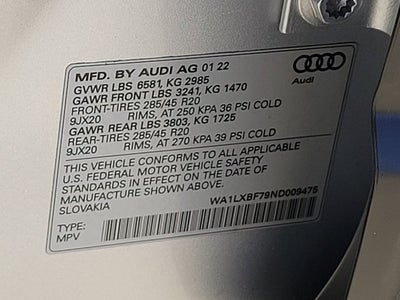 MFD. BY AUDI AG 01 22
GVWR LBS 6581, KG 2985
GAWR FRONT LBS 3241, KG 1470
FRONT-TIRES 285/45 R20
9JX20 RIMS, AT 250 KPA 36 PSI COLD
GAWR REAR LBS 3803, KG 1725
REAR-TIRES 285/45 R20
9JX20 RIMS, AT 270 KPA 39 PSI COLD
THIS VEHICLE CONFORMS TO ALL APPLICABLE
U.S. FEDERAL MOTOR VEHICLE SAFETY
STANDARDS IN EFFECT ON THE DATE OF
MANUFACTURE SHOWN ABOVE.
SLOVAKIA
WA1LXBF79ND009475
TYPE:
MPV
Audi